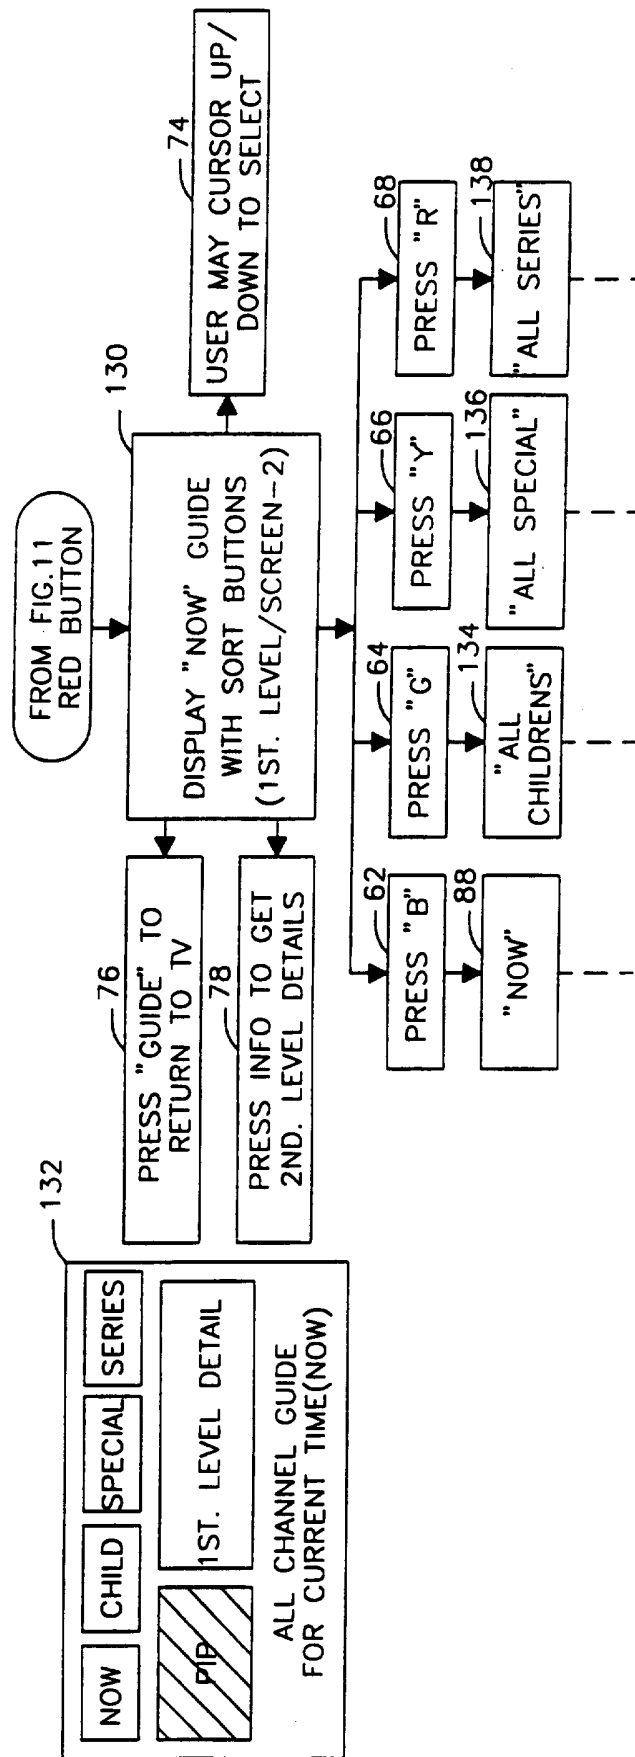 132
NOW
CHILD
SPECIAL
SERIES
PIP
1ST. LEVEL DETAIL
ALL CHANNEL GUIDE
FOR CURRENT TIME(NOW)
FROM FIG.11
RED BUTTON
130
DISPLAY "NOW" GUIDE
WITH SORT BUTTONS
(1ST. LEVEL/SCREEN-2)
76
PRESS "GUIDE" TO
RETURN TO TV
78
PRESS INFO TO GET
2ND. LEVEL DETAILS
74
USER MAY CURSOR UP/
DOWN TO SELECT
62
PRESS "B"
64
PRESS "G"
66
PRESS "Y"
68
PRESS "R"
88
"NOW"
134
"ALL
CHILDRENS"
136
"ALL SPECIAL"
138
"ALL SERIES"